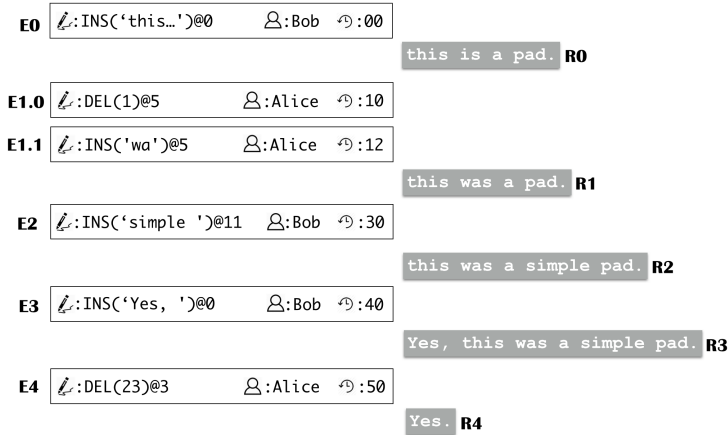 E0 :INS('this…')@0 :Bob :00
this is a pad. R0
E1.0 :DEL(1)@5 :Alice :10
E1.1 :INS('wa')@5 :Alice :12
this was a pad. R1
E2 :INS(‘simple ')@11 :Bob :30
this was a simple pad. R2
E3 :INS(‘Yes, ')@0 :Bob :40
Yes, this was a simple pad. R3
E4 :DEL(23)@3 :Alice :50
Yes. R4